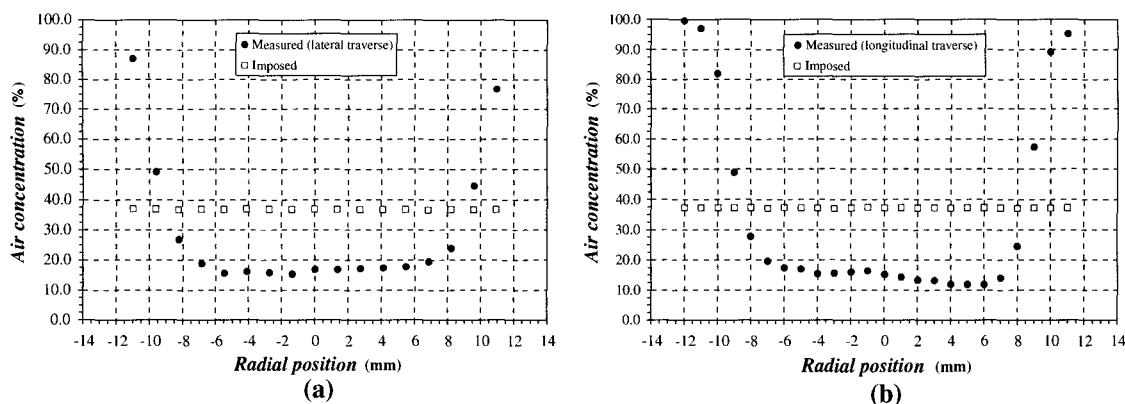 100.0
90.0
80.0
70.0
60.0
50.0
40.0
30.0
20.0
10.0
0.0
Air concentration (%)
Measured (lateral traverse)
Imposed
-14 -12 -10 -8 -6 -4 -2 0 2 4 6 8 10 12 14
Radial position (mm)
(a)
100.0
90.0
80.0
70.0
60.0
50.0
40.0
30.0
20.0
10.0
0.0
Air concentration (%)
Measured (longitudinal traverse)
Imposed
-14 -12 -10 -8 -6 -4 -2 0 2 4 6 8 10 12 14
Radial position (mm)
(b)